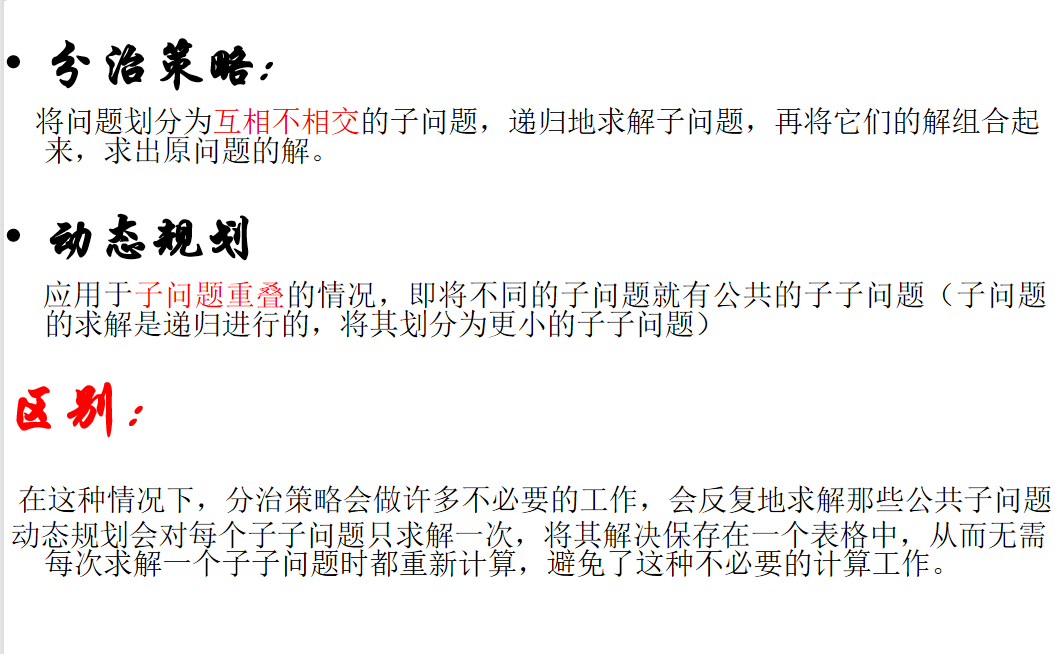 • 分治策略:
将问题划分为互相不相交的子问题，递归地求解子问题，再将它们的解组合起
来，求出原问题的解。
• 动态规划
应用于子问题重叠的情况，即将不同的子问题就有公共的子子问题（子问题
的求解是递归进行的，将其划分为更小的子子问题）
区别：
在这种情况下，分治策略会做许多不必要的工作，会反复地求解那些公共子问题
动态规划会对每个子子问题只求解一次，将其解决保存在一个表格中，从而无需
每次求解一个子子问题时都重新计算，避免了这种不必要的计算工作。